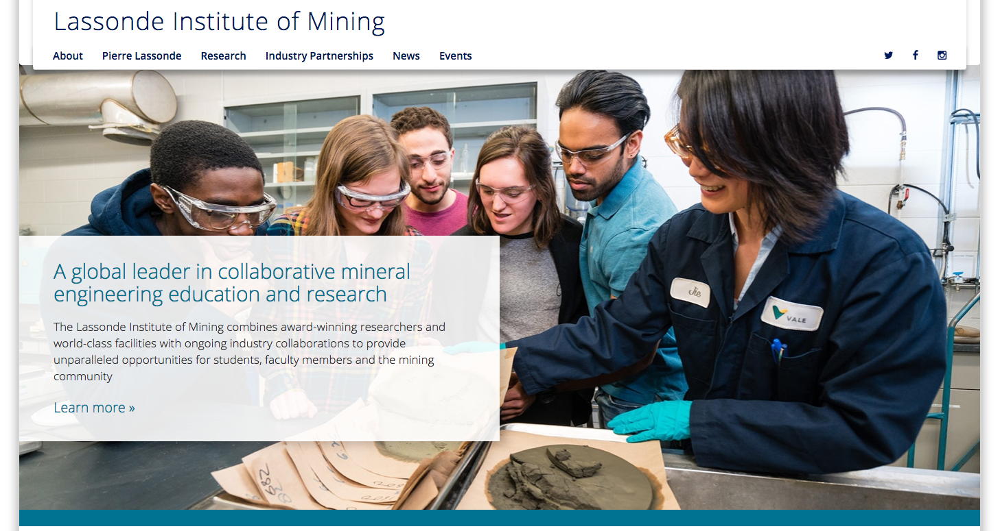 Lassonde Institute of Mining
About Pierre Lassonde Research Industry Partnerships News Events
A global leader in collaborative mineral
engineering education and research
The Lassonde Institute of Mining combines award-winning researchers and
world-class facilities with ongoing industry collaborations to provide
unparalleled opportunities for students, faculty members and the mining
community
Learn more »
Jie
VALE